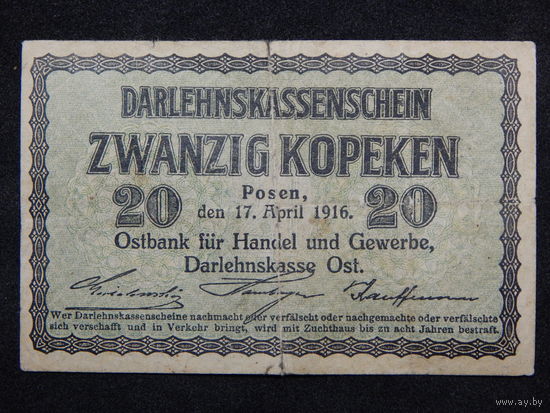 DARLEHNSKASSENSCHEIN
ZWANZIG KOPEKEN
20 Posen, 20
den 17. April 1916.
Ostbank für Handel und Gewerbe,
Darlehnskasse Ost.
Kauffmann
Wer Darlehnskassenscheine nachmacht oder verfälscht oder nachgemachte oder verfälschte
sich verschafft und in Verkehr bringt, wird mit Zuchthaus bis zu acht Jahren bestraft.
www.ay.by